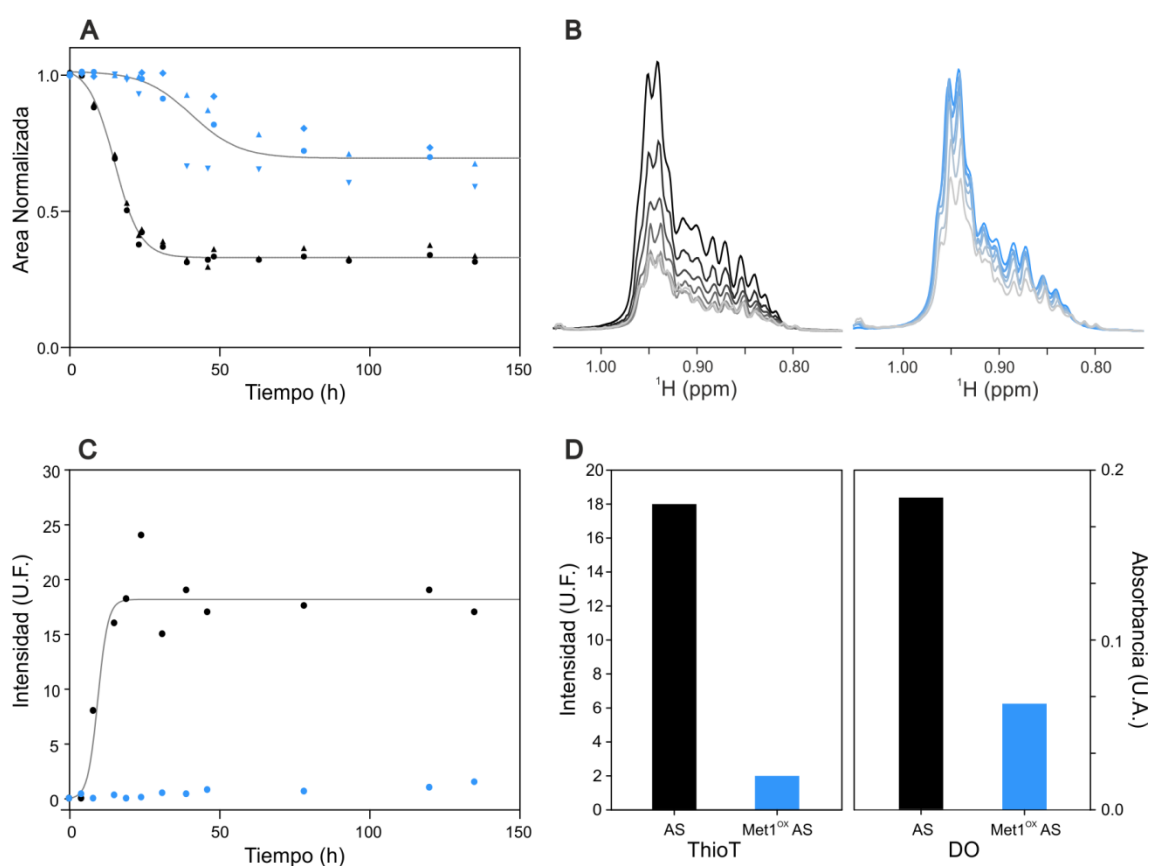 A
Area Normalizada
1.0
0.5
0.0
0
50
100
150
Tiempo (h)
B
1.00
0.90
0.80
¹H (ppm)
1.00
0.90
0.80
¹H (ppm)
C
Intensidad (U.F.)
30
25
20
15
10
5
0
0
50
100
150
Tiempo (h)
D
Intensidad (U.F.)
20
18
16
14
12
10
8
6
4
2
0
AS
Met1ᵒˣ AS
ThioT
AS
Met1ᵒˣ AS
DO
0.2
0.1
0.0
Absorbancia (U.A.)